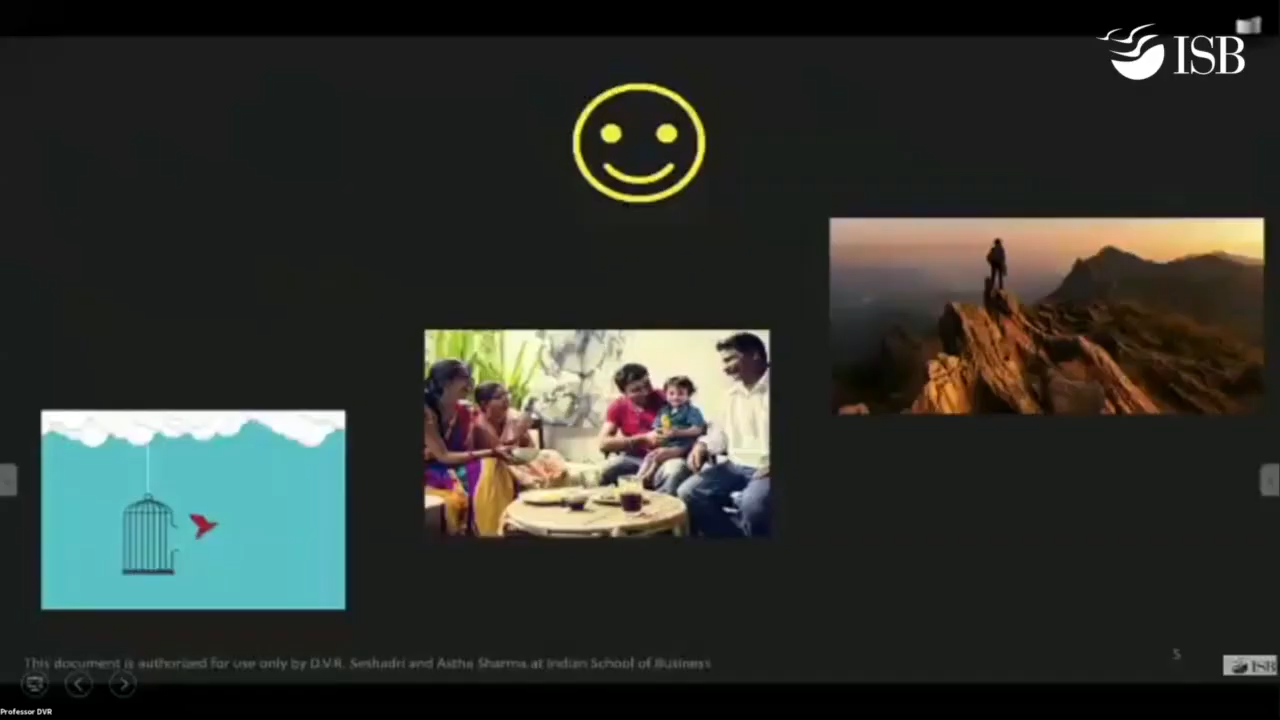 ISB
This document is authorized for use only by D.V.R. Seshadri and Astha Sharma at Indian School of Business
5
ISB
Professor DVR